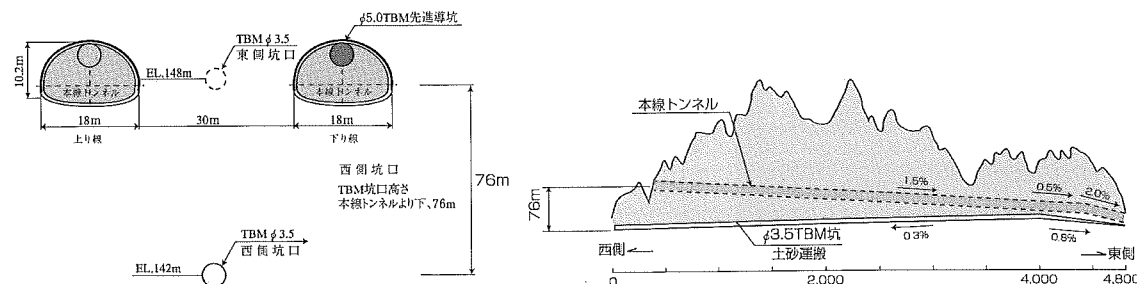 φ5.0TBM先進導坑
TBM φ3.5
東側坑口
10.2m
EL,148m
本線トンネル
本線トンネル
18m
30m
18m
上り線
下り線
西側坑口
TBM坑口高さ
本線トンネルより下、76m
76m
TBM φ3.5
西側坑口
EL,142m
本線トンネル
1.5%
0.5%
2.0%
76m
φ3.5TBM坑
土砂運搬
0.3%
0.6%
西側
東側
0
2,000
4,000
4,800